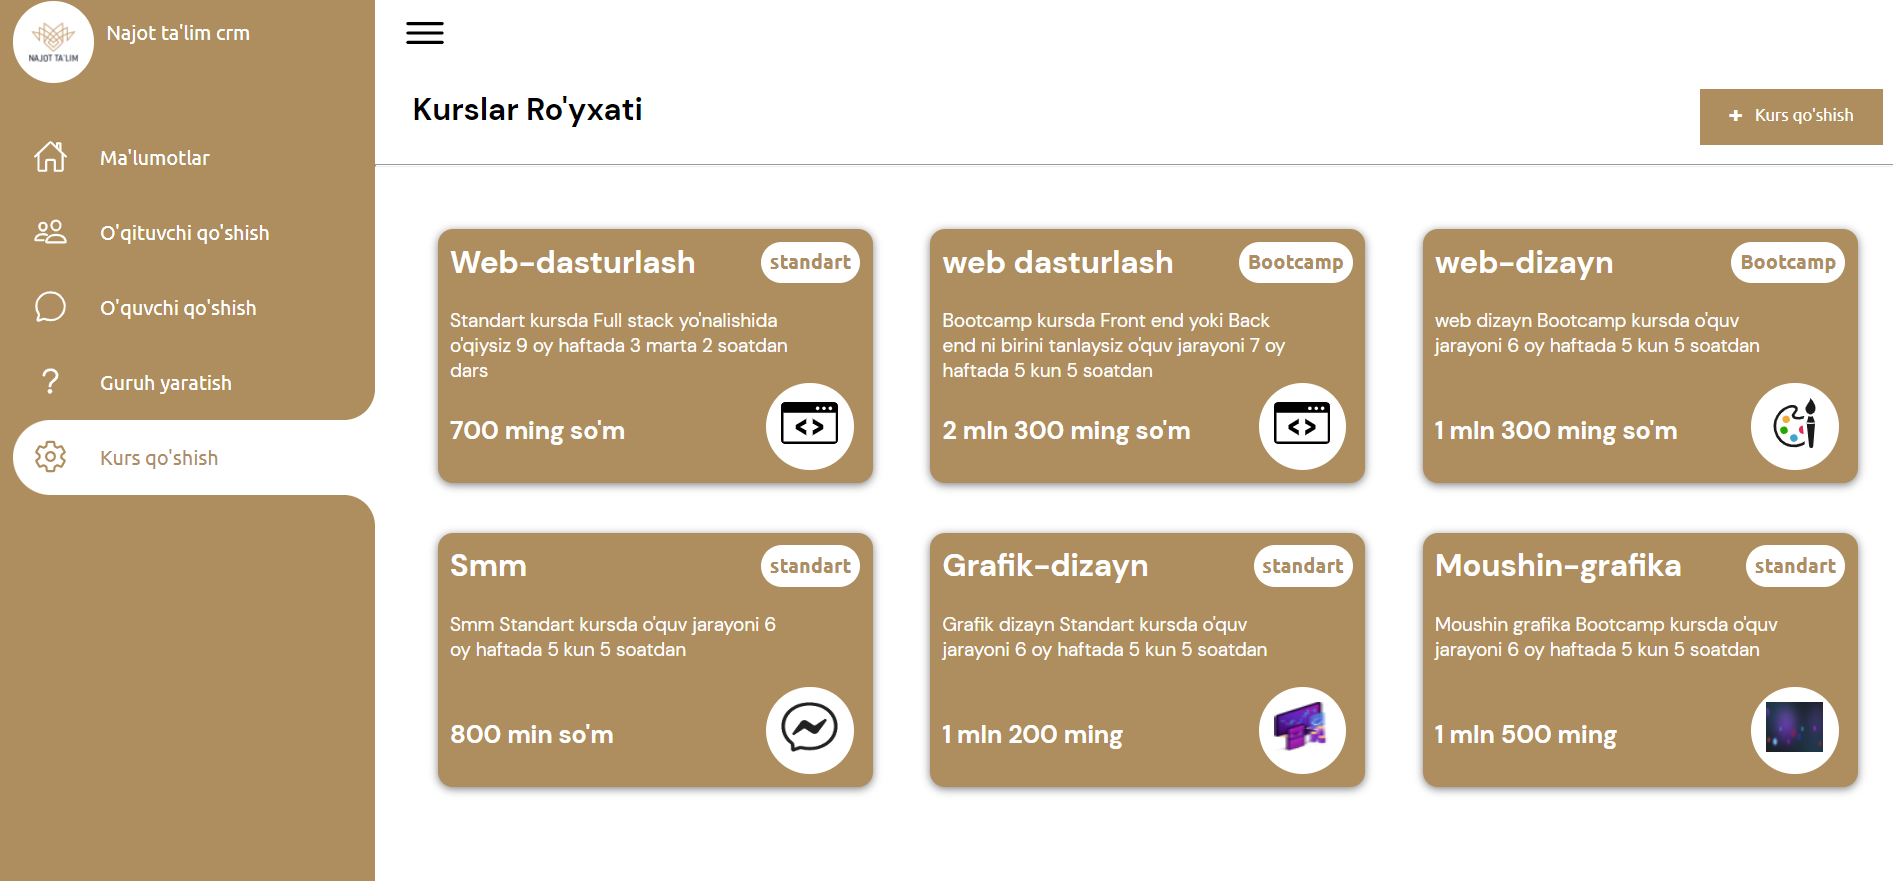 NAJOT TA'LIM
Najot ta'lim crm
Ma'lumotlar
O'qituvchi qo'shish
O'quvchi qo'shish
Guruh yaratish
Kurs qo'shish
Kurslar Ro'yxati
+ Kurs qo'shish
Web-dasturlash
standart
Standart kursda Full stack yo'nalishida
o'qiysiz 9 oy haftada 3 marta 2 soatdan
dars
700 ming so'm
web dasturlash
Bootcamp
Bootcamp kursda Front end yoki Back
end ni birini tanlaysiz o'quv jarayoni 7 oy
haftada 5 kun 5 soatdan
2 mln 300 ming so'm
web-dizayn
Bootcamp
web dizayn Bootcamp kursda o'quv
jarayoni 6 oy haftada 5 kun 5 soatdan
1 mln 300 ming so'm
Smm
standart
Smm Standart kursda o'quv jarayoni 6
oy haftada 5 kun 5 soatdan
800 min so'm
Grafik-dizayn
standart
Grafik dizayn Standart kursda o'quv
jarayoni 6 oy haftada 5 kun 5 soatdan
1 mln 200 ming
Moushin-grafika
standart
Moushin grafika Bootcamp kursda o'quv
jarayoni 6 oy haftada 5 kun 5 soatdan
1 mln 500 ming